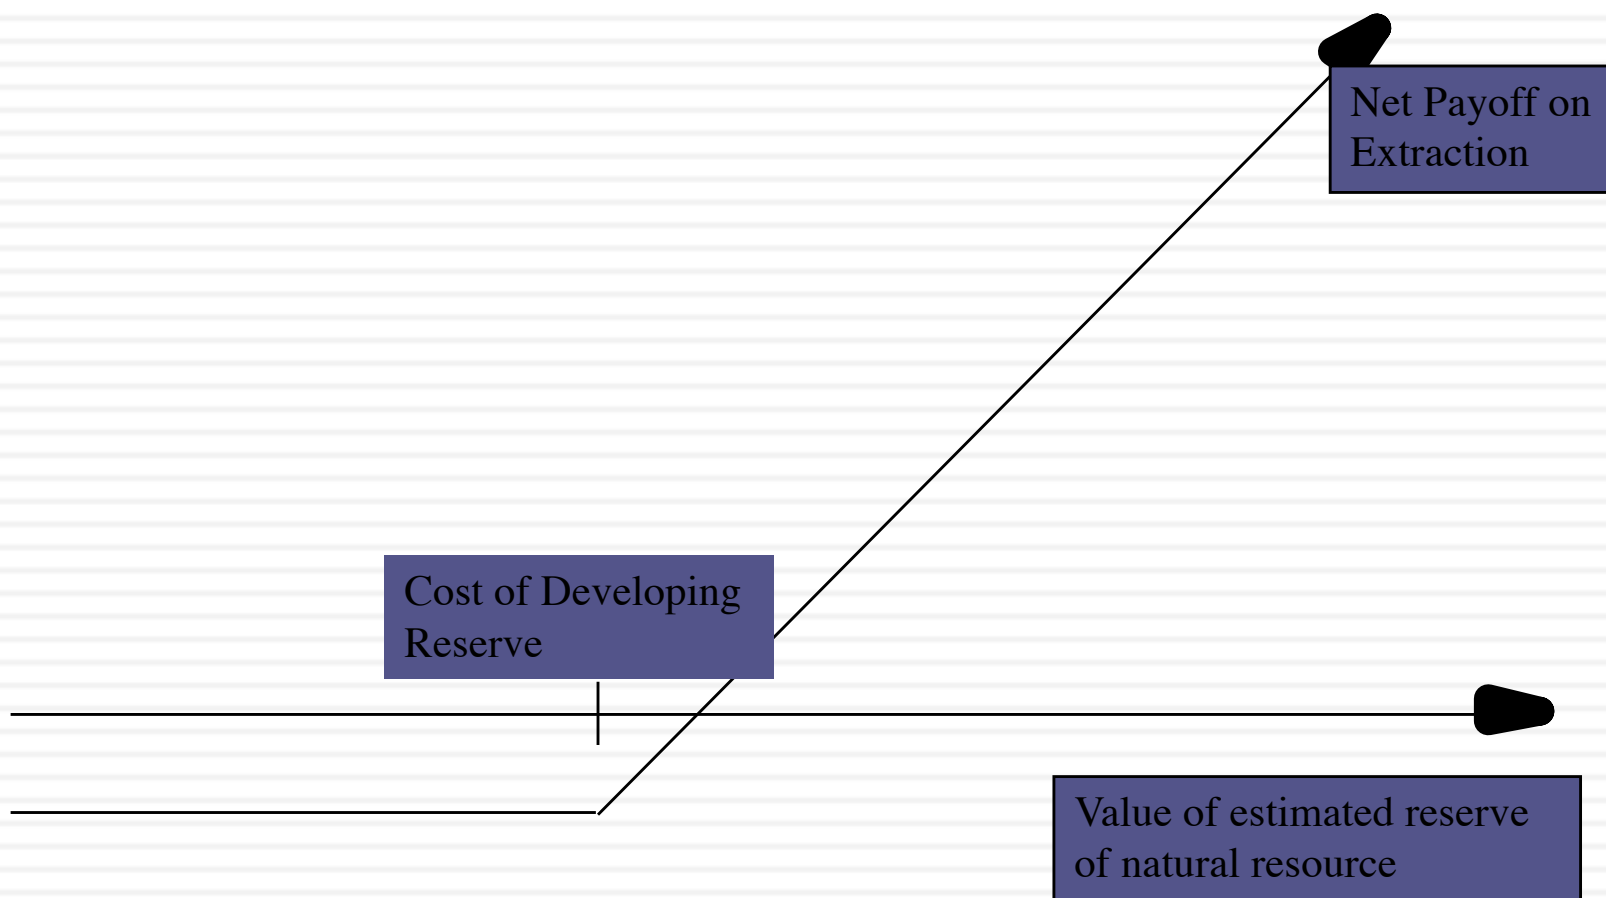 Net Payoff on
Extraction
Cost of Developing
Reserve
Value of estimated reserve
of natural resource